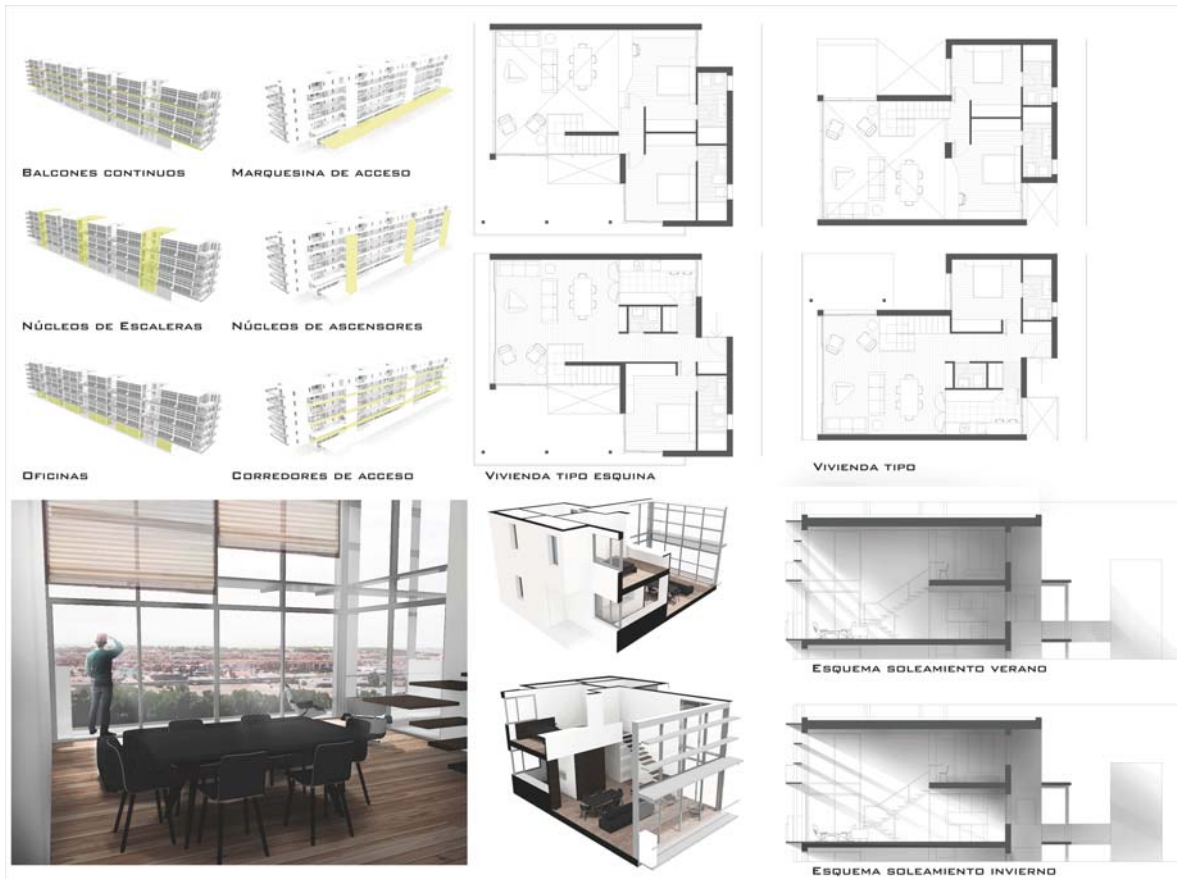 BALCONES CONTINUOS
MARQUESINA DE ACCESO
NÚCLEOS DE ESCALERAS
NÚCLEOS DE ASCENSORES
OFICINAS
CORREDORES DE ACCESO
VIVIENDA TIPO ESQUINA
VIVIENDA TIPO
ESQUEMA SOLEAMIENTO VERANO
ESQUEMA SOLEAMIENTO INVIERNO